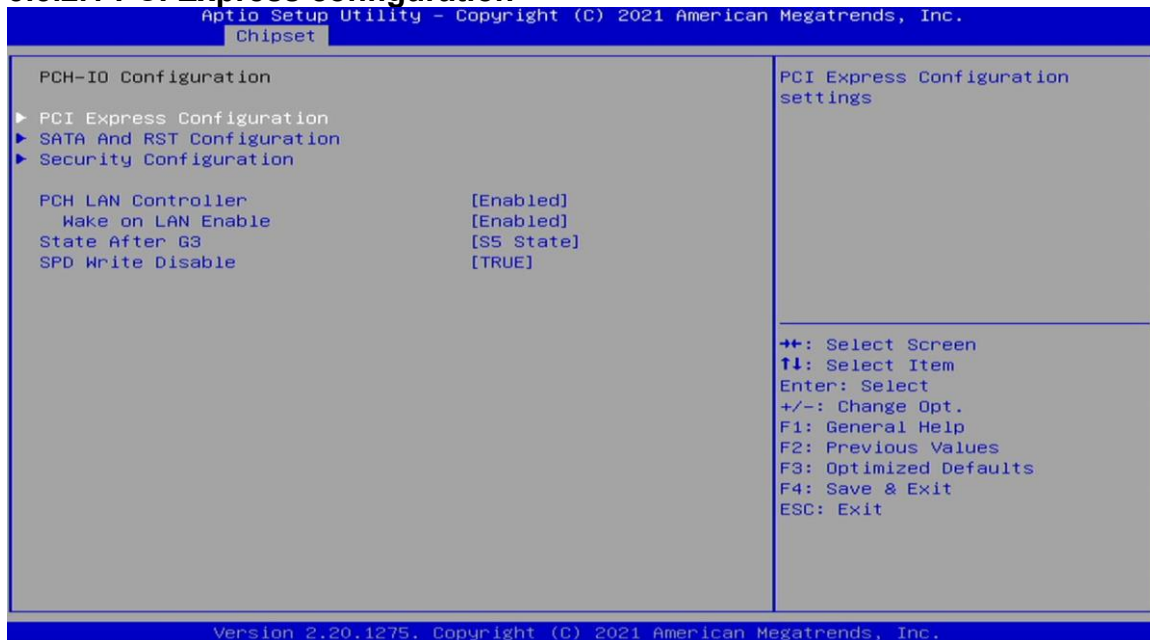 PCI Express configuration
Aptio Setup Utility – Copyright (C) 2021 American Megatrends, Inc.
Chipset
PCH-IO Configuration
PCI Express Configuration
SATA And RST Configuration
Security Configuration
PCH LAN Controller [Enabled]
Wake on LAN Enable [Enabled]
State After G3 [S5 State]
SPD Write Disable [TRUE]
PCI Express Configuration
settings
→←: Select Screen
↑↓: Select Item
Enter: Select
+/-: Change Opt.
F1: General Help
F2: Previous Values
F3: Optimized Defaults
F4: Save & Exit
ESC: Exit
Version 2.20.1275. Copyright (C) 2021 American Megatrends, Inc.